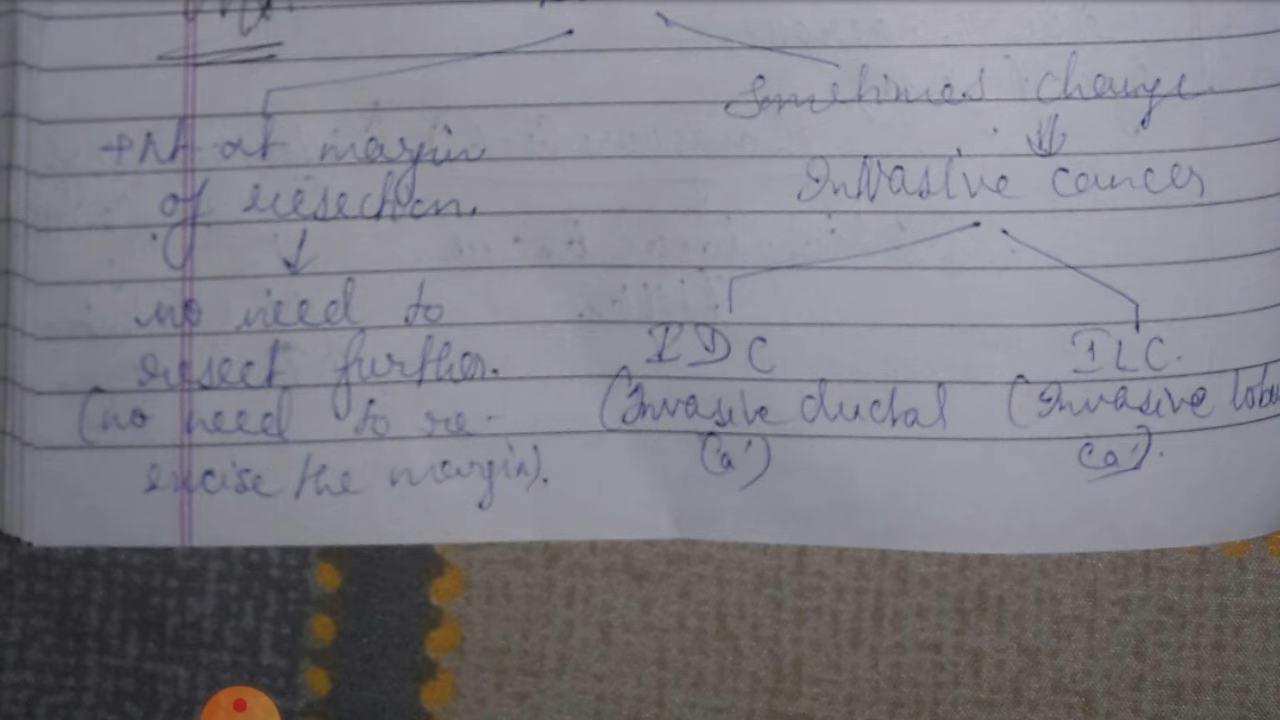 Sometimes change
+nt at margin
of resection.
Invasive cancer
no need to
resect further.
IDC
ILC.
(no need to re-
(Invasive ductal
(Invasive lobu
excise the margin).
Ca')
Ca').